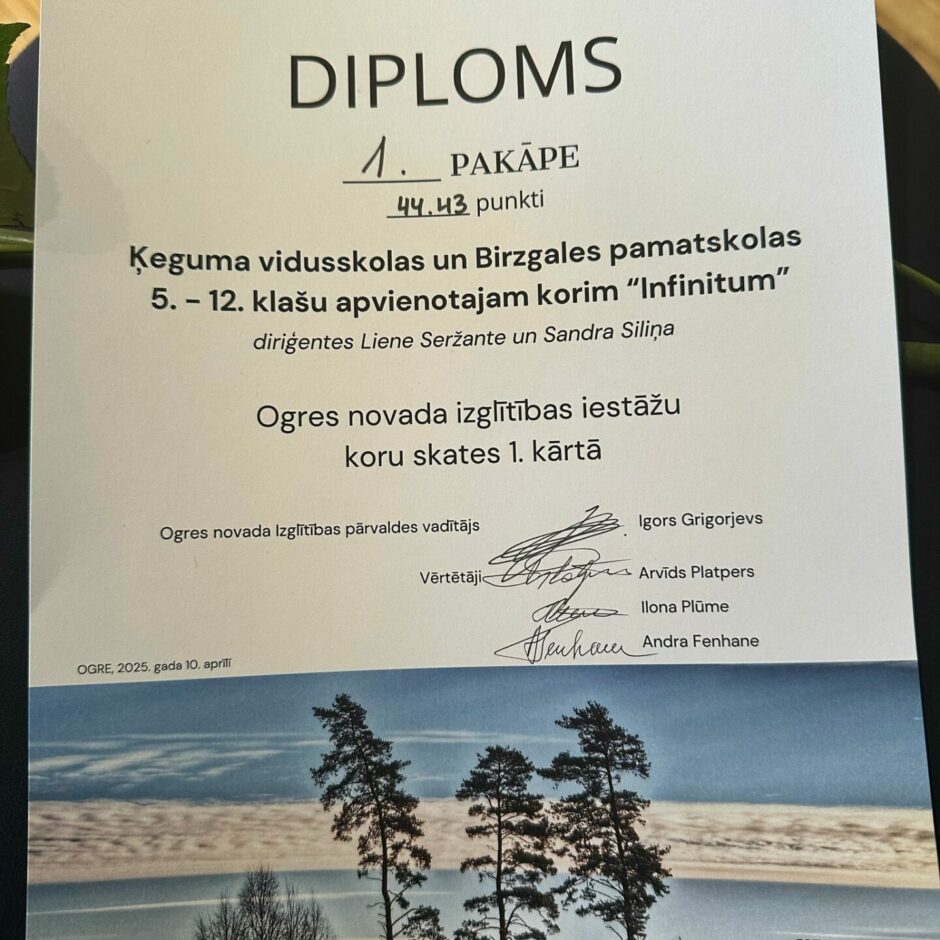 DIPLOMS
1. PAKĀPE
44.43 punkti
Ķeguma vidusskolas un Birzgales pamatskolas
5. – 12. klašu apvienotajam korim “Infinitum”
diriģentes Liene Seržante un Sandra Siliņa
Ogres novada izglītības iestāžu
koru skates 1. kārtā
Ogres novada Izglītības pārvaldes vadītājs Igors Grigorjevs
Vērtētāji Arvīds Platpers
Ilona Plūme
Andra Fenhane
OGRE, 2025. gada 10. aprīlī